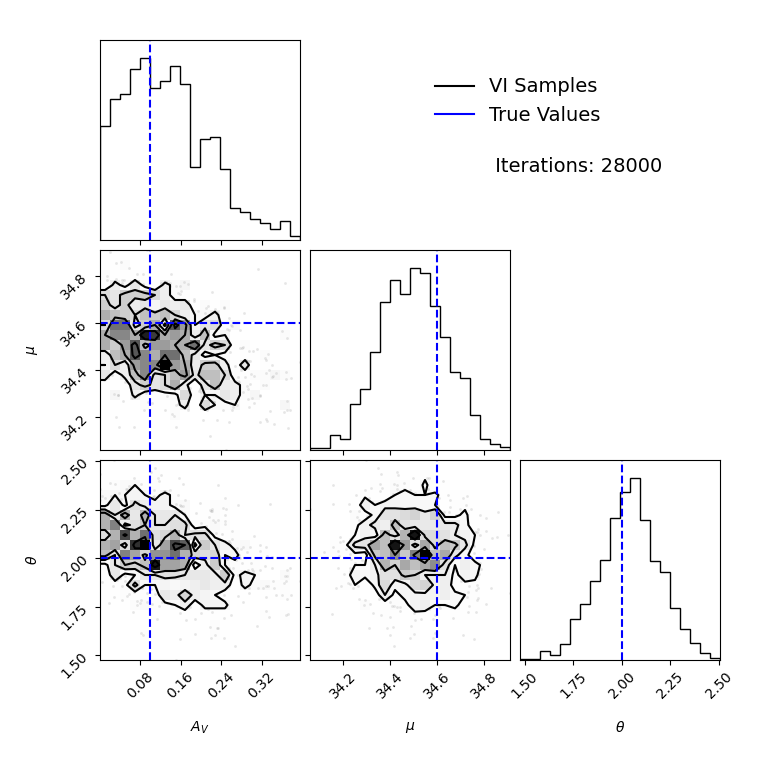 VI Samples
True Values
Iterations: 28000
μ
34.8
34.6
34.4
34.2
θ
2.50
2.25
2.00
1.75
1.50
0.08 0.16 0.24 0.32
34.2 34.4 34.6 34.8
1.50 1.75 2.00 2.25 2.50
A_V μ θ